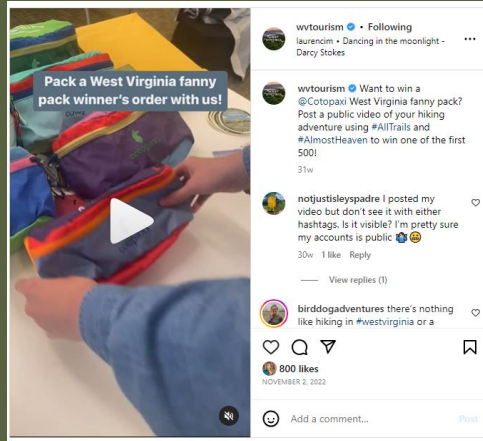 Pack a West Virginia fanny
pack winner's order with us!
wvtourism • Following
laurencim • Dancing in the moonlight -
Darcy Stokes
wvtourism Want to win a
@Cotopaxi West Virginia fanny pack?
Post a public video of your hiking
adventure using #AllTrails and
#AlmostHeaven to win one of the first
500!
31w
notjustisleyspadre I posted my
video but don't see it with either
hashtags. Is it visible? I'm pretty sure
my accounts is public 🤷‍♂️😬
30w 1 like Reply
View replies (1)
birddogadventures there's nothing
like hiking in #westvirginia or a
800 likes
NOVEMBER 2, 2022
Add a comment...
Post